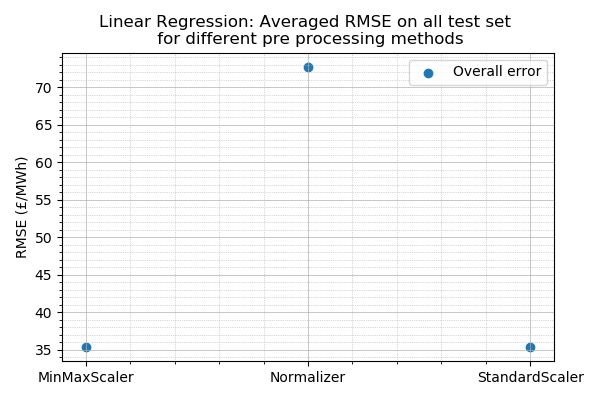 Linear Regression: Averaged RMSE on all test set
for different pre processing methods
Overall error
RMSE (£/MWh)
70
65
60
55
50
45
40
35
MinMaxScaler
Normalizer
StandardScaler